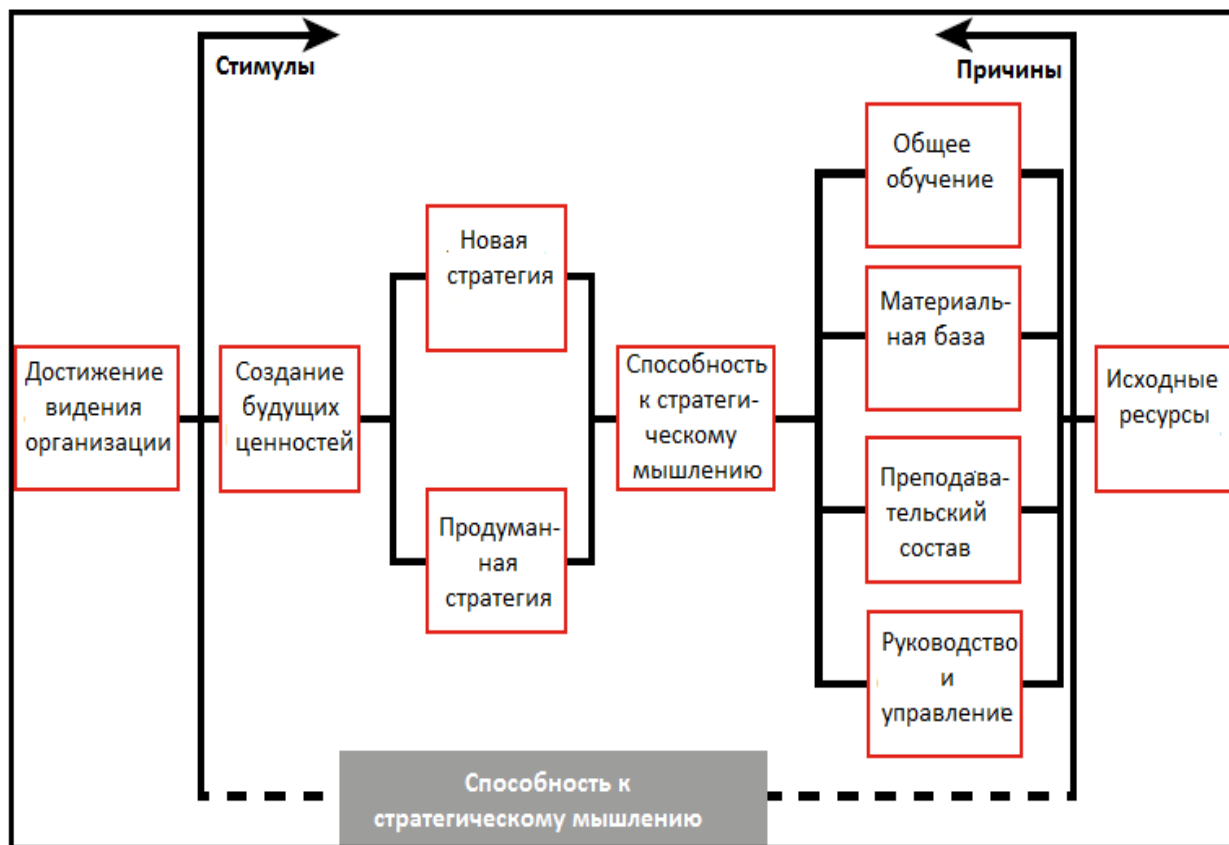 Стимулы
Причины
Общее
обучение
Новая
стратегия
Материаль-
ная база
Достижение
видения
организации
Создание
будущих
ценностей
Способность
к стратеги-
ческому
мышлению
Исходные
ресурсы
Продуман-
ная
стратегия
Преподава-
тельский
состав
Руководство
и
управление
Способность к
стратегическому мышлению